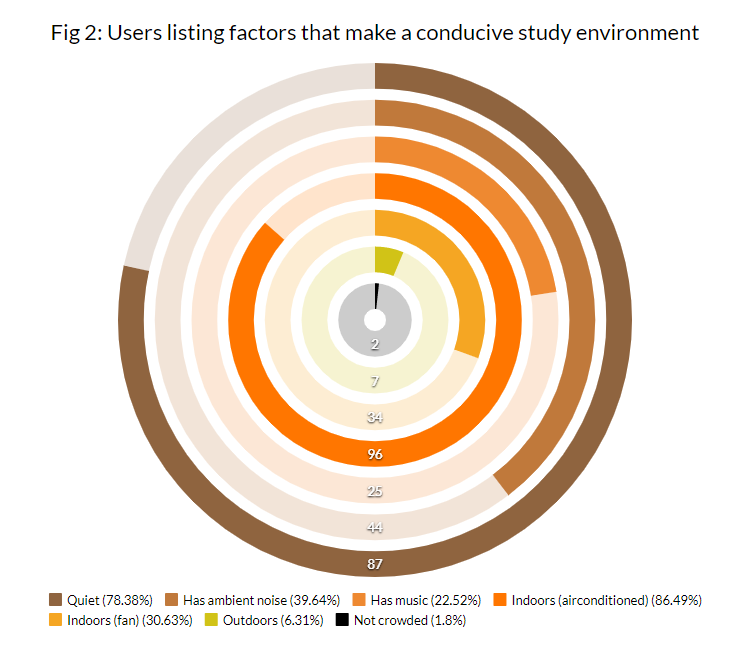 Fig 2: Users listing factors that make a conducive study environment
2
7
34
96
25
44
87
Quiet (78.38%) Has ambient noise (39.64%) Has music (22.52%) Indoors (airconditioned) (86.49%)
Indoors (fan) (30.63%) Outdoors (6.31%) Not crowded (1.8%)